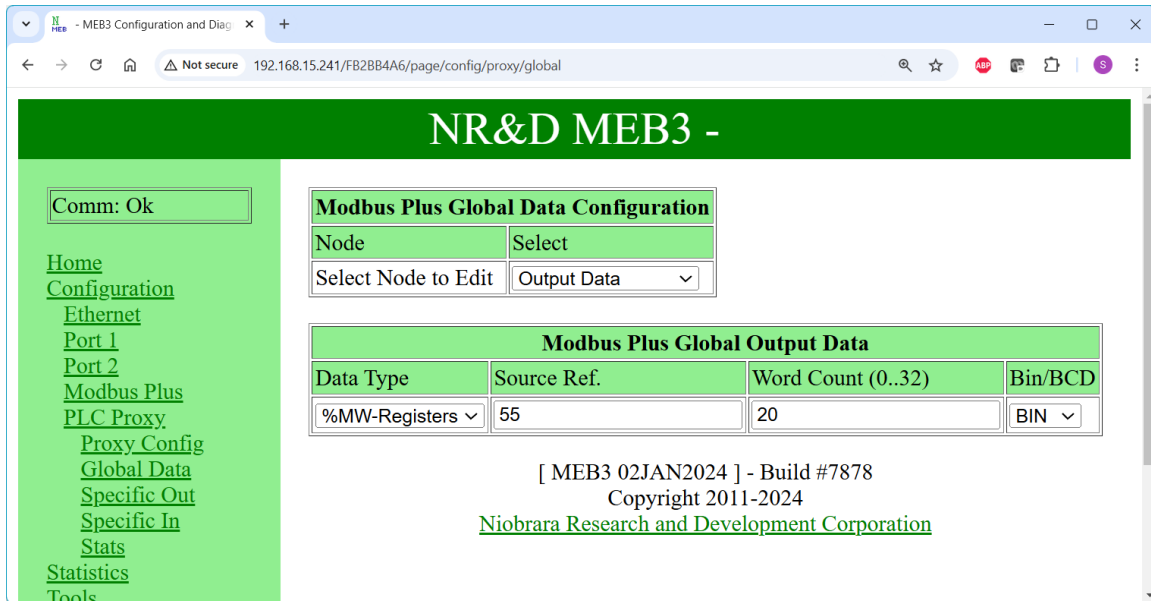 N
MEB
- MEB3 Configuration and Diag
Not secure
192.168.15.241/FB2BB4A6/page/config/proxy/global
ABP
S
NR&D MEB3 -
Comm: Ok
Home
Configuration
Ethernet
Port 1
Port 2
Modbus Plus
PLC Proxy
Proxy Config
Global Data
Specific Out
Specific In
Stats
Statistics
Tools
Modbus Plus Global Data Configuration
Node Select
Select Node to Edit Output Data
Modbus Plus Global Output Data
Data Type Source Ref. Word Count (0..32) Bin/BCD
%MW-Registers 55 20 BIN
[ MEB3 02JAN2024 ] - Build #7878
Copyright 2011-2024
Niobrara Research and Development Corporation